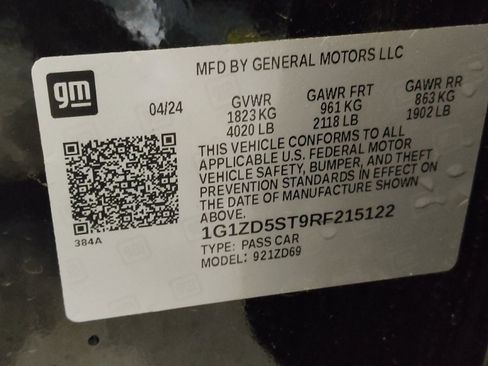 MFD BY GENERAL MOTORS LLC
gm
04/24
GVWR GAWR FRT GAWR RR
1823 KG 961 KG 863 KG
4020 LB 2118 LB 1902 LB
THIS VEHICLE CONFORMS TO ALL
APPLICABLE U.S. FEDERAL MOTOR
VEHICLE SAFETY, BUMPER, AND THEFT
PREVENTION STANDARDS IN EFFECT ON
THE DATE OF MANUFACTURE SHOWN
ABOVE.
384A
1G1ZD5ST9RF215122
TYPE: PASS CAR
MODEL: 921ZD69